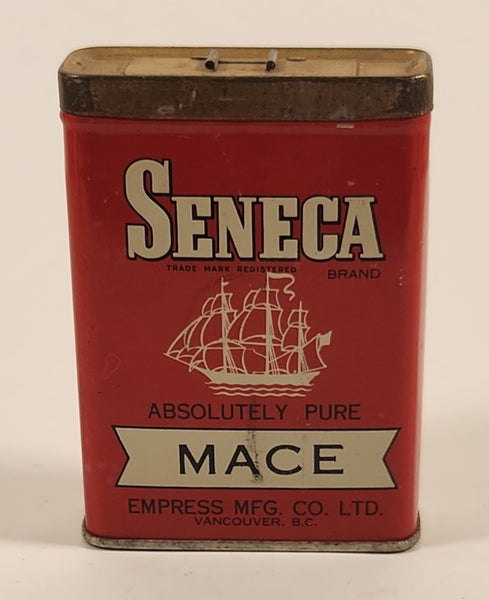 SENECA
TRADE MARK REGISTERED
BRAND
ABSOLUTELY PURE
MACE
EMPRESS MFG. CO. LTD.
VANCOUVER, B.C.